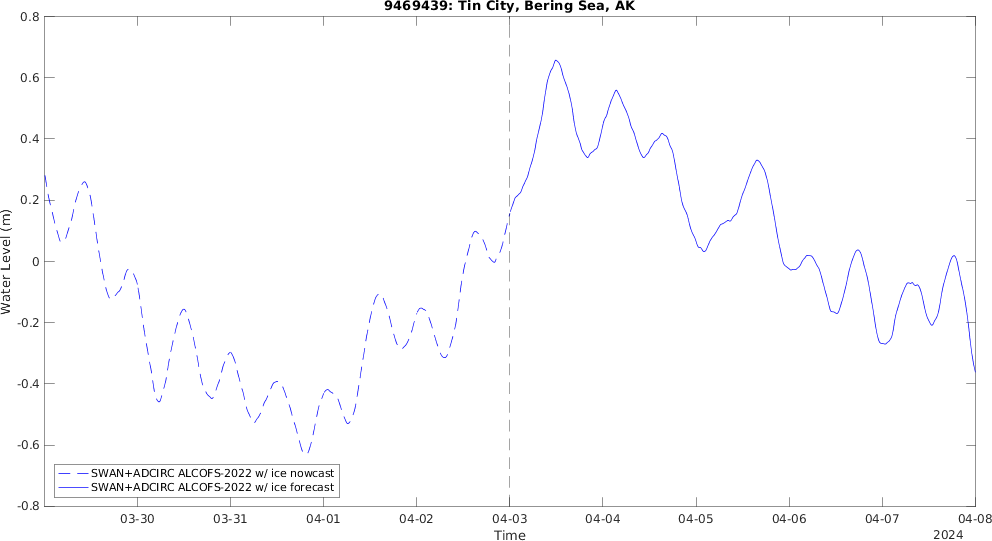 9469439: Tin City, Bering Sea, AK
0.8
0.6
0.4
0.2
0
-0.2
-0.4
-0.6
-0.8
Water Level (m)
SWAN+ADCIRC ALCOFS-2022 w/ ice nowcast
SWAN+ADCIRC ALCOFS-2022 w/ ice forecast
03-30 03-31 04-01 04-02 04-03 04-04 04-05 04-06 04-07 04-08
Time
2024